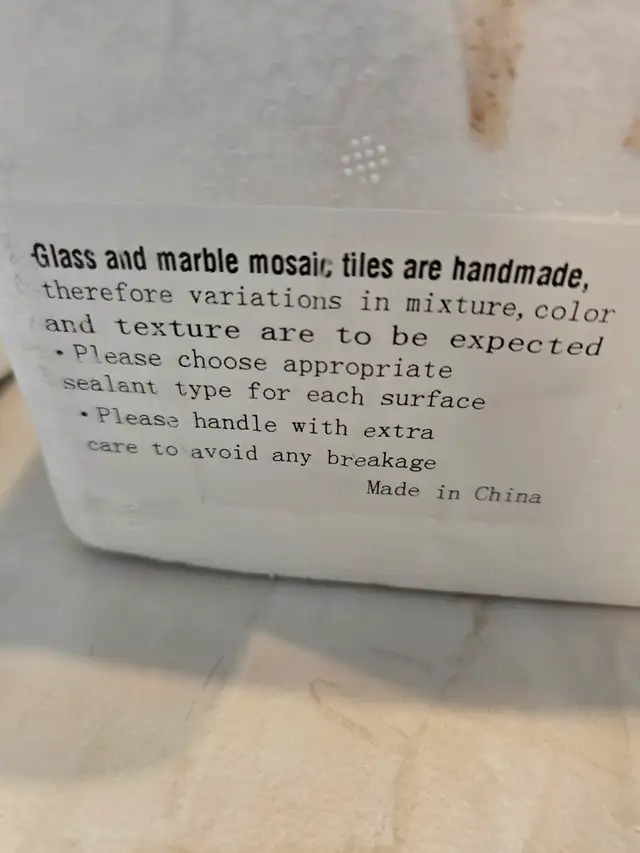 Glass and marble mosaic tiles are handmade,
therefore variations in mixture, color
and texture are to be expected
• Please choose appropriate
sealant type for each surface
• Please handle with extra
care to avoid any breakage
Made in China